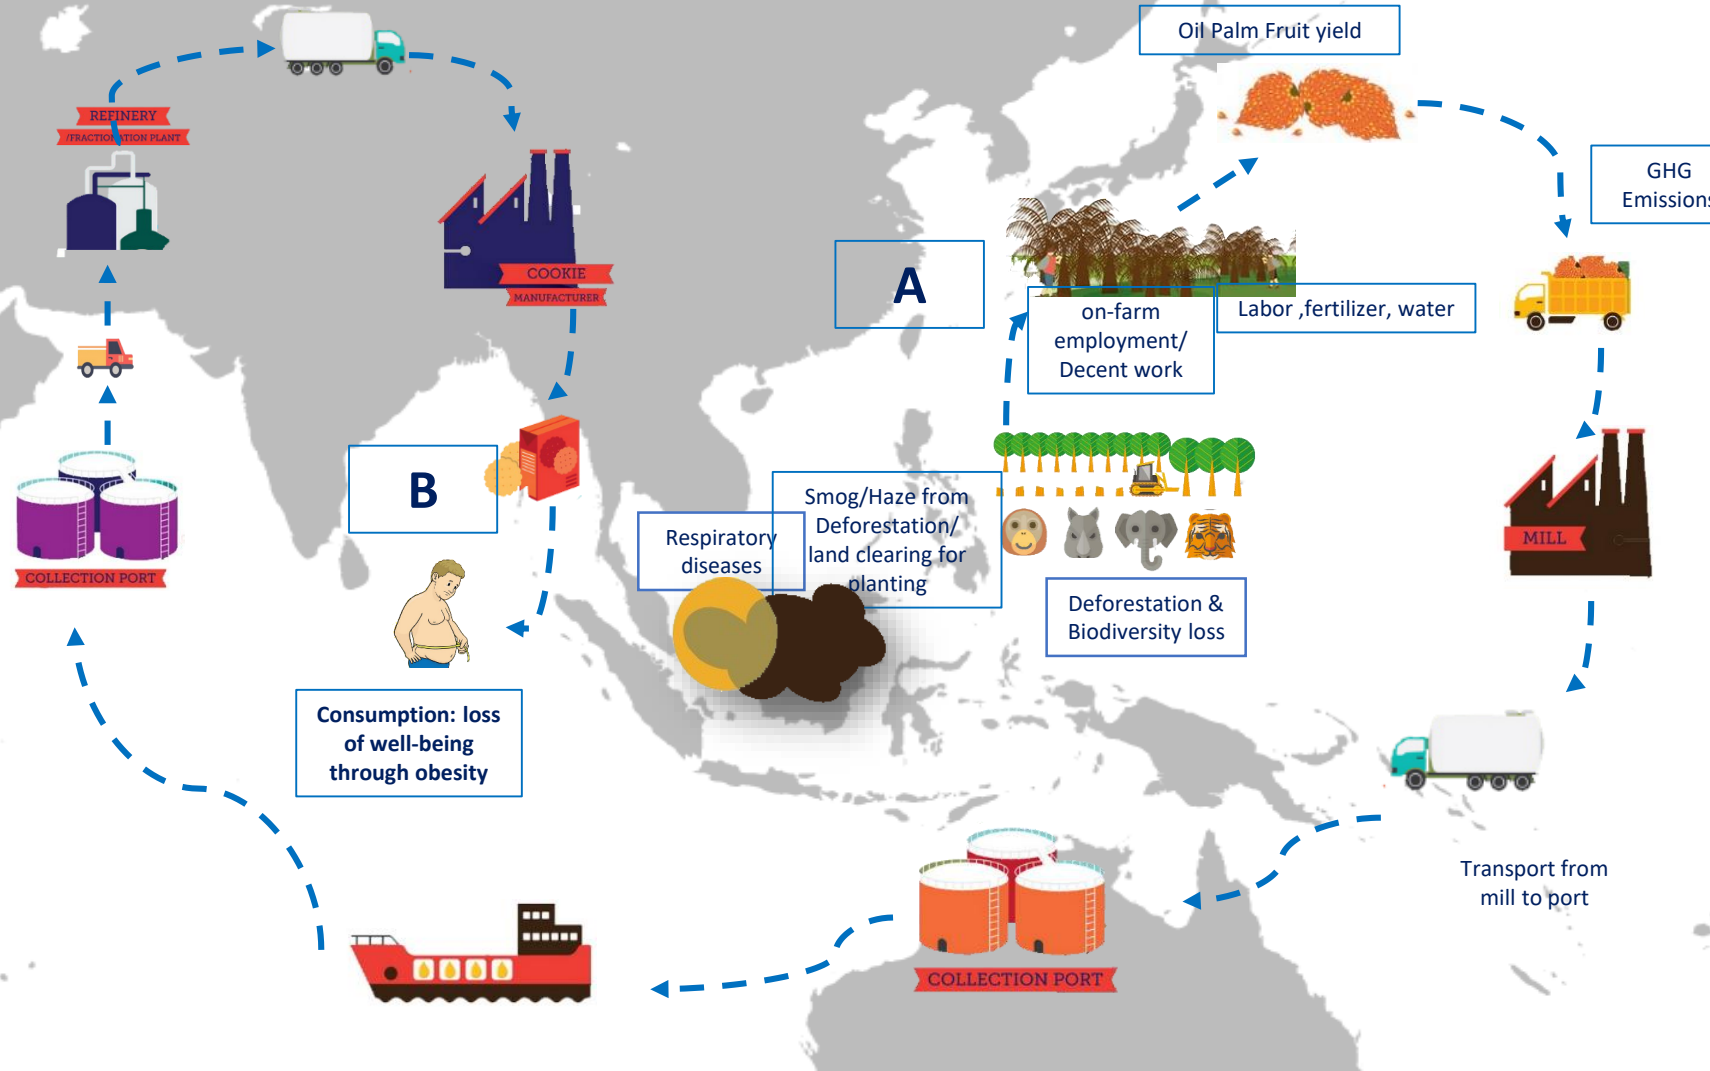 Oil Palm Fruit yield
REFINERY
/FRACTIONATION PLANT
GHG
Emissions
A
COOKIE
MANUFACTURER
on-farm
employment/
Decent work
Labor ,fertilizer, water
B
Smog/Haze from
Deforestation/
land clearing for
planting
Respiratory
diseases
MILL
COLLECTION PORT
Deforestation &
Biodiversity loss
Consumption: loss
of well-being
through obesity
Transport from
mill to port
COLLECTION PORT